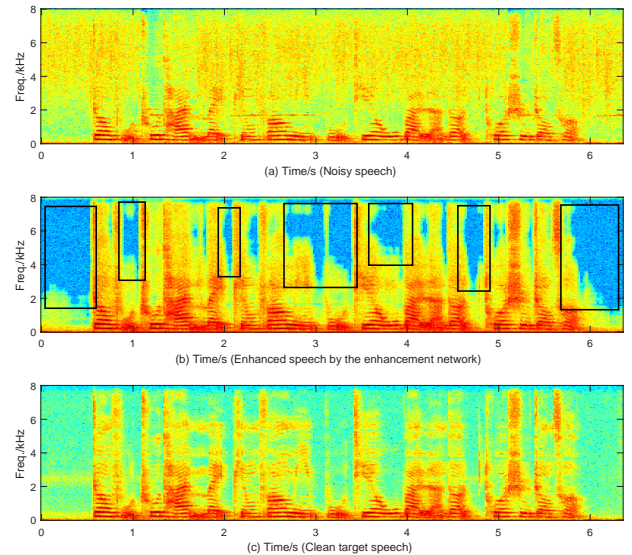 8
6
4
2
0
Freq./kHz
0 1 2 3 4 5 6
(a) Time/s (Noisy speech)
8
6
4
2
0
Freq./kHz
0 1 2 3 4 5 6
(b) Time/s (Enhanced speech by the enhancement network)
8
6
4
2
0
Freq./kHz
0 1 2 3 4 5 6
(c) Time/s (Clean target speech)